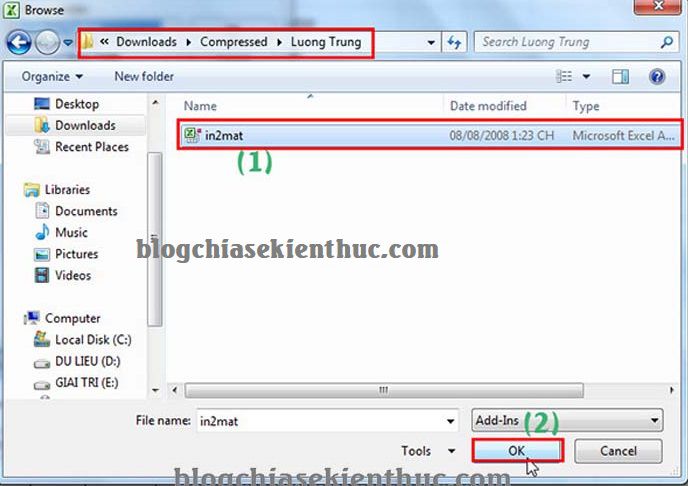 Browse
« Downloads Compressed Luong Trung
Search Luong Trung
Organize New folder
Name Date modified Type
Desktop
Downloads
Recent Places
Libraries
Documents
Music
Pictures
Videos
Computer
Local Disk (C:)
DU LIEU (D:)
GIAI TRI (E:)
in2mat 08/08/2008 1:23 CH Microsoft Excel A...
(1)
blogchiasekienthuc.com
File name: in2mat Add-Ins (2)
Tools OK Cancel
blogchiasekienthuc.com